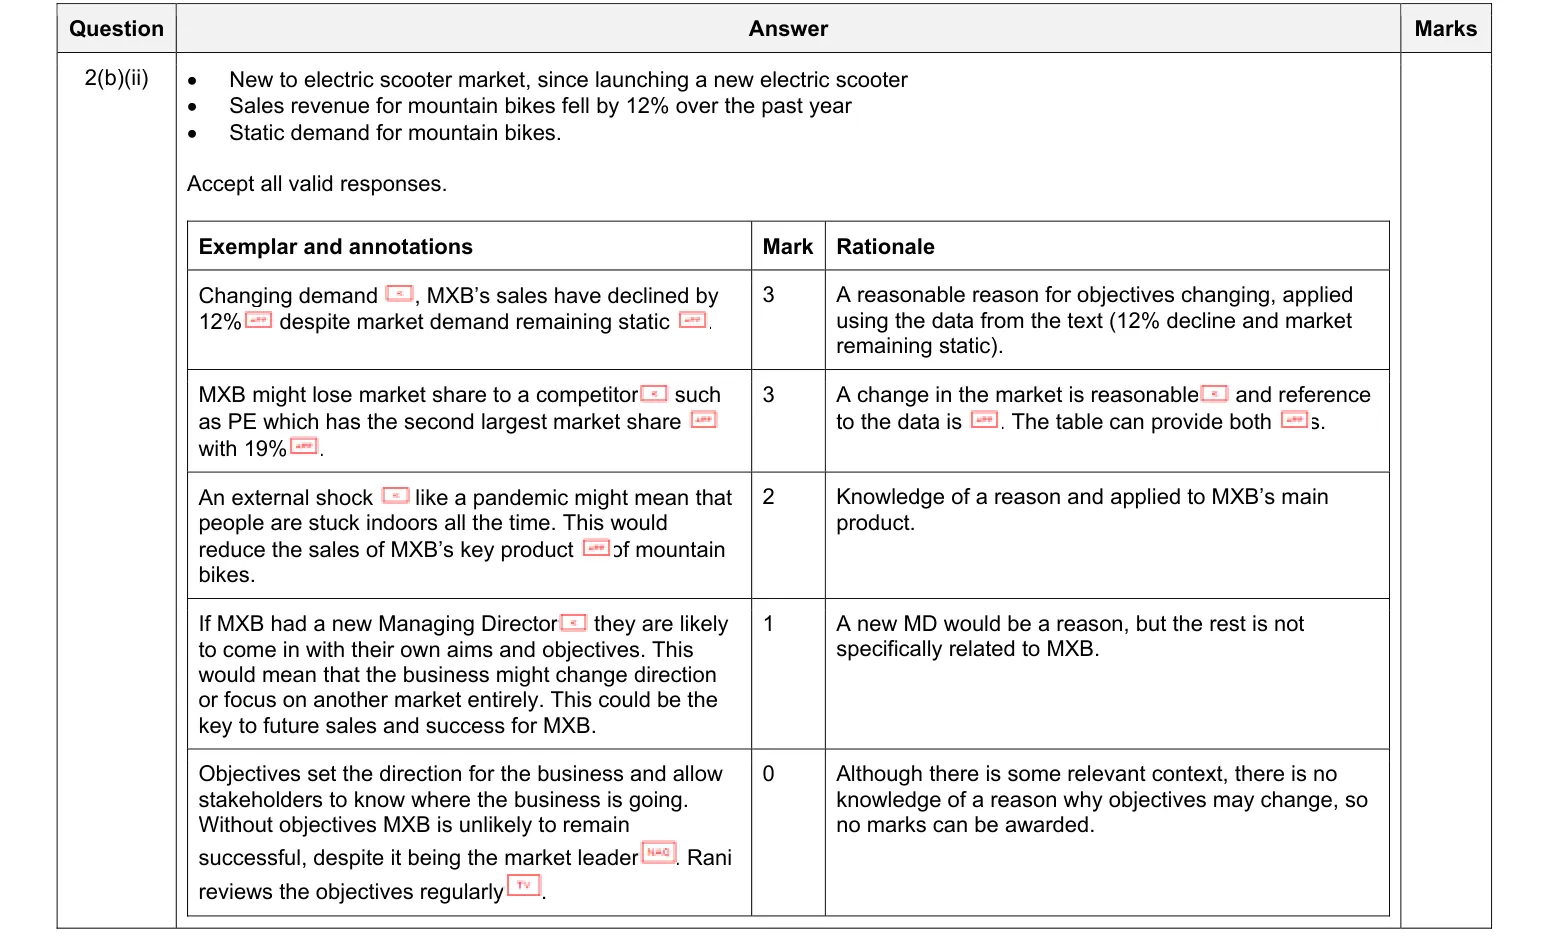 Question Answer Marks
2(b)(ii)
• New to electric scooter market, since launching a new electric scooter
• Sales revenue for mountain bikes fell by 12% over the past year
• Static demand for mountain bikes.
Accept all valid responses.
Exemplar and annotations Mark Rationale
Changing demand K, MXB's sales have declined by
12% APP despite market demand remaining static APP.
3
A reasonable reason for objectives changing, applied
using the data from the text (12% decline and market
remaining static).
MXB might lose market share to a competitor K such
as PE which has the second largest market share APP
with 19% APP.
3
A change in the market is reasonable K and reference
to the data is APP. The table can provide both APPs.
An external shock K like a pandemic might mean that
people are stuck indoors all the time. This would
reduce the sales of MXB's key product APP of mountain
bikes.
2
Knowledge of a reason and applied to MXB's main
product.
If MXB had a new Managing Director K they are likely
to come in with their own aims and objectives. This
would mean that the business might change direction
or focus on another market entirely. This could be the
key to future sales and success for MXB.
1
A new MD would be a reason, but the rest is not
specifically related to MXB.
Objectives set the direction for the business and allow
stakeholders to know where the business is going.
Without objectives MXB is unlikely to remain
successful, despite it being the market leader NAQ. Rani
reviews the objectives regularly TV.
0
Although there is some relevant context, there is no
knowledge of a reason why objectives may change, so
no marks can be awarded.